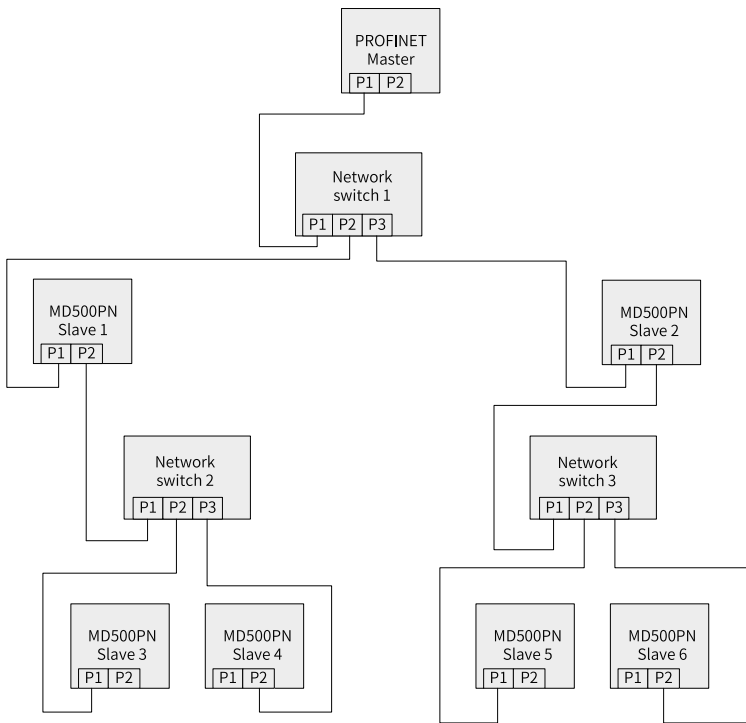 PROFINET
Master
P1 P2
Network
switch 1
P1 P2 P3
MD500PN
Slave 1
P1 P2
MD500PN
Slave 2
P1 P2
Network
switch 2
P1 P2 P3
Network
switch 3
P1 P2 P3
MD500PN
Slave 3
P1 P2
MD500PN
Slave 4
P1 P2
MD500PN
Slave 5
P1 P2
MD500PN
Slave 6
P1 P2